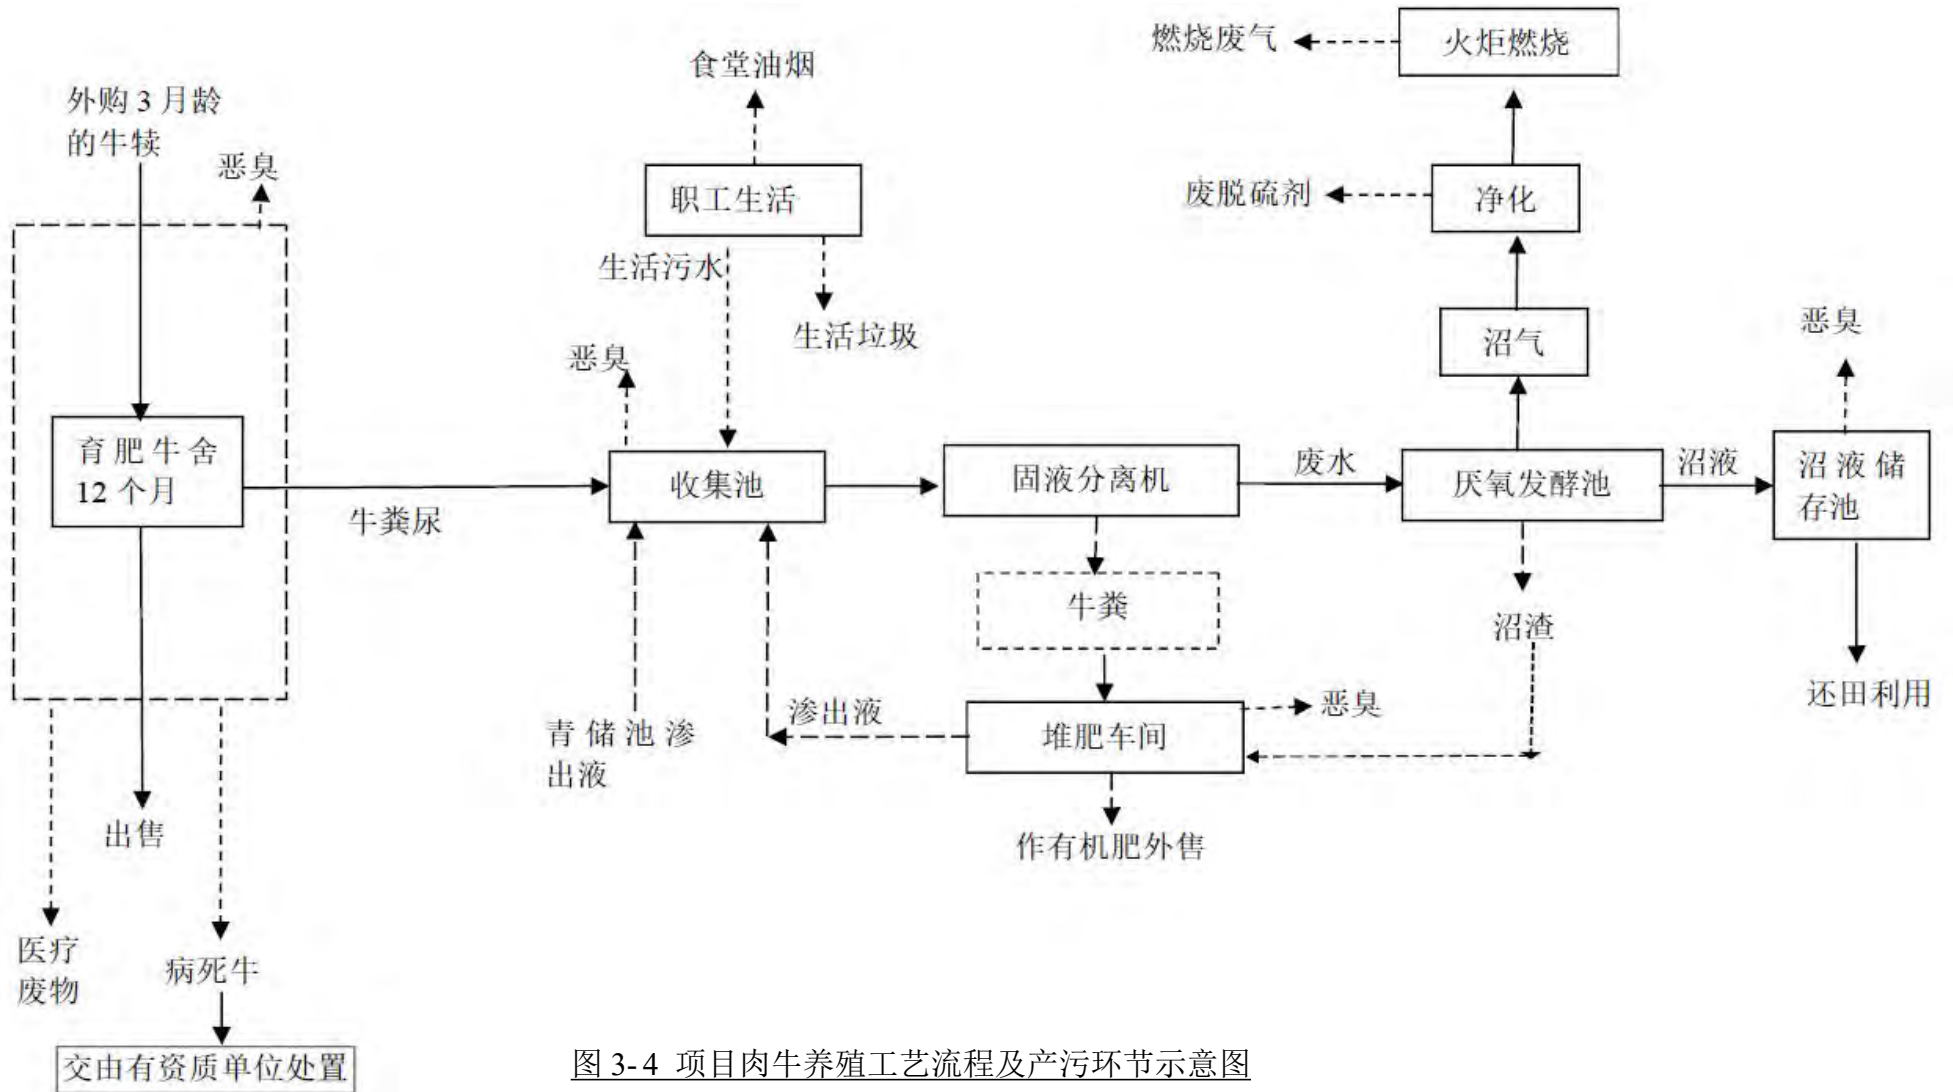 燃烧废气
火炬燃烧
食堂油烟
外购 3 月龄
的牛犊
恶臭
职工生活
废脱硫剂
净化
生活污水
生活垃圾
恶臭
沼气
恶臭
育肥牛舍
12 个月
牛粪尿
收集池
固液分离机
废水
厌氧发酵池
沼液
沼液储
存池
牛粪
沼渣
还田利用
青储池渗
出液
渗出液
堆肥车间
恶臭
出售
作有机肥外售
医疗
废物
病死牛
交由有资质单位处置
图 3-4 项目肉牛养殖工艺流程及产污环节示意图